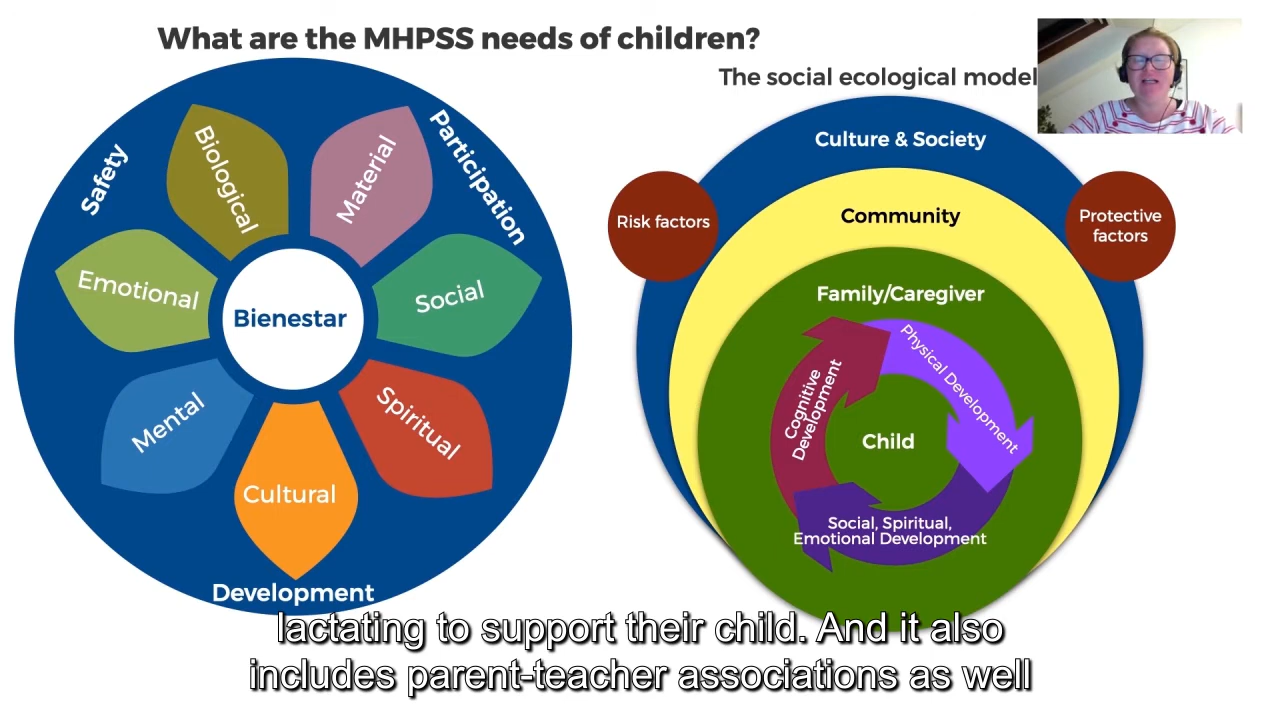 What are the MHPSS needs of children?
The social ecological model
Safety
Participation
Biological
Material
Emotional
Social
Bienestar
Mental
Spiritual
Cultural
Development
Culture & Society
Risk factors
Community
Protective
factors
Family/Caregiver
Cognitive
Development
Physical Development
Child
Social, Spiritual,
Emotional Development
lactating to support their child. And it also
includes parent-teacher associations as well